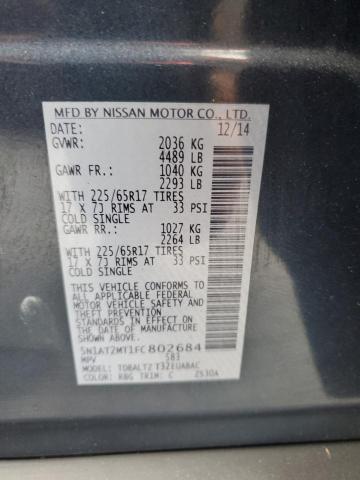 MFD BY NISSAN MOTOR CO., LTD.
DATE: 12/14
GVWR: 2036 KG
4489 LB
GAWR FR.: 1040 KG
2293 LB
WITH 225/65R17 TIRES
17 X 7J RIMS AT 33 PSI
COLD SINGLE
GAWR RR.: 1027 KG
2264 LB
WITH 225/65R17 TIRES
17 X 7J RIMS AT 33 PSI
COLD SINGLE
THIS VEHICLE CONFORMS TO
ALL APPLICABLE FEDERAL
MOTOR VEHICLE SAFETY AND
THEFT PREVENTION
STANDARDS IN EFFECT ON
THE DATE OF MANUFACTURE
SHOWN ABOVE.
5N1AT2MT1FC802684
MPV 583
MODEL: TDBALTZ T32EUABAC
COLOR: KBG TRIM: C 2530A